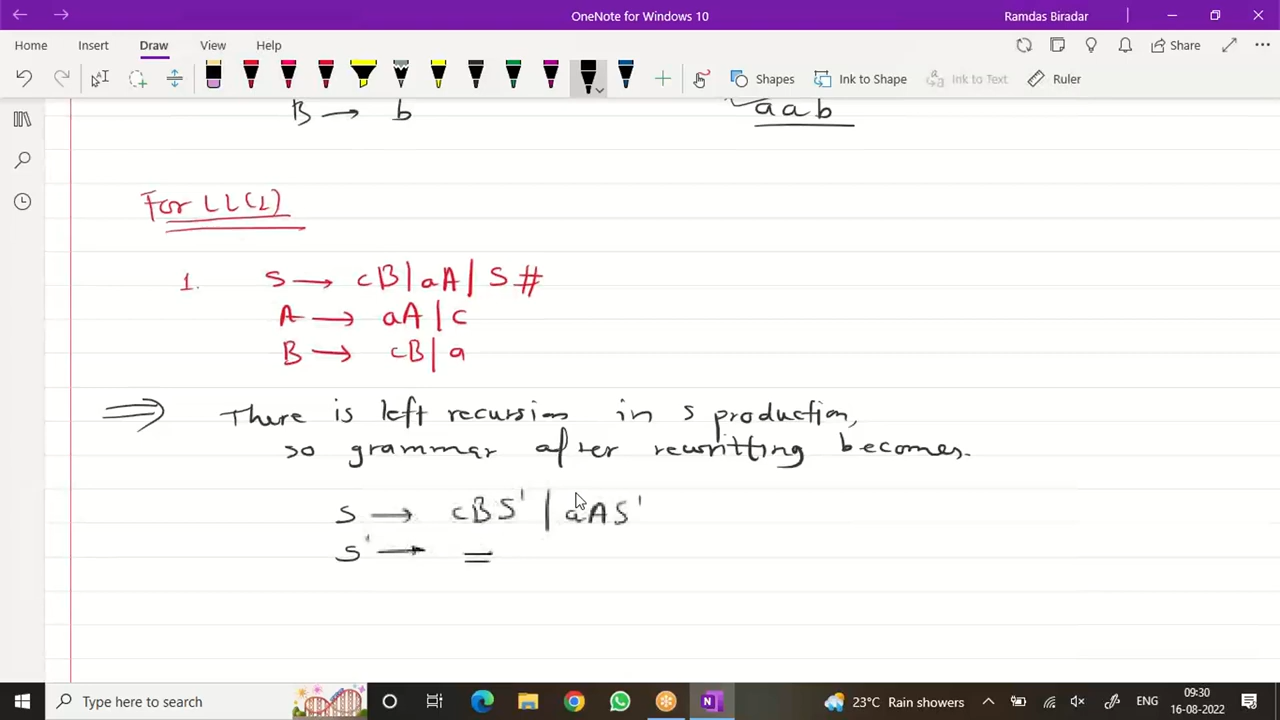 OneNote for Windows 10
Ramdas Biradar
Home Insert Draw View Help
Share
Shapes Ink to Shape Ink to Text Ruler
B → b
aab
For LL(1)
1. S → cB | aA | S#
A → aA | c
B → cB | a
⇒ There is left recursion in s production,
so grammar after rewritting becomes.
S → cBS' | aAS'
S' → =
Type here to search
23°C Rain showers
ENG
09:30
16-08-2022